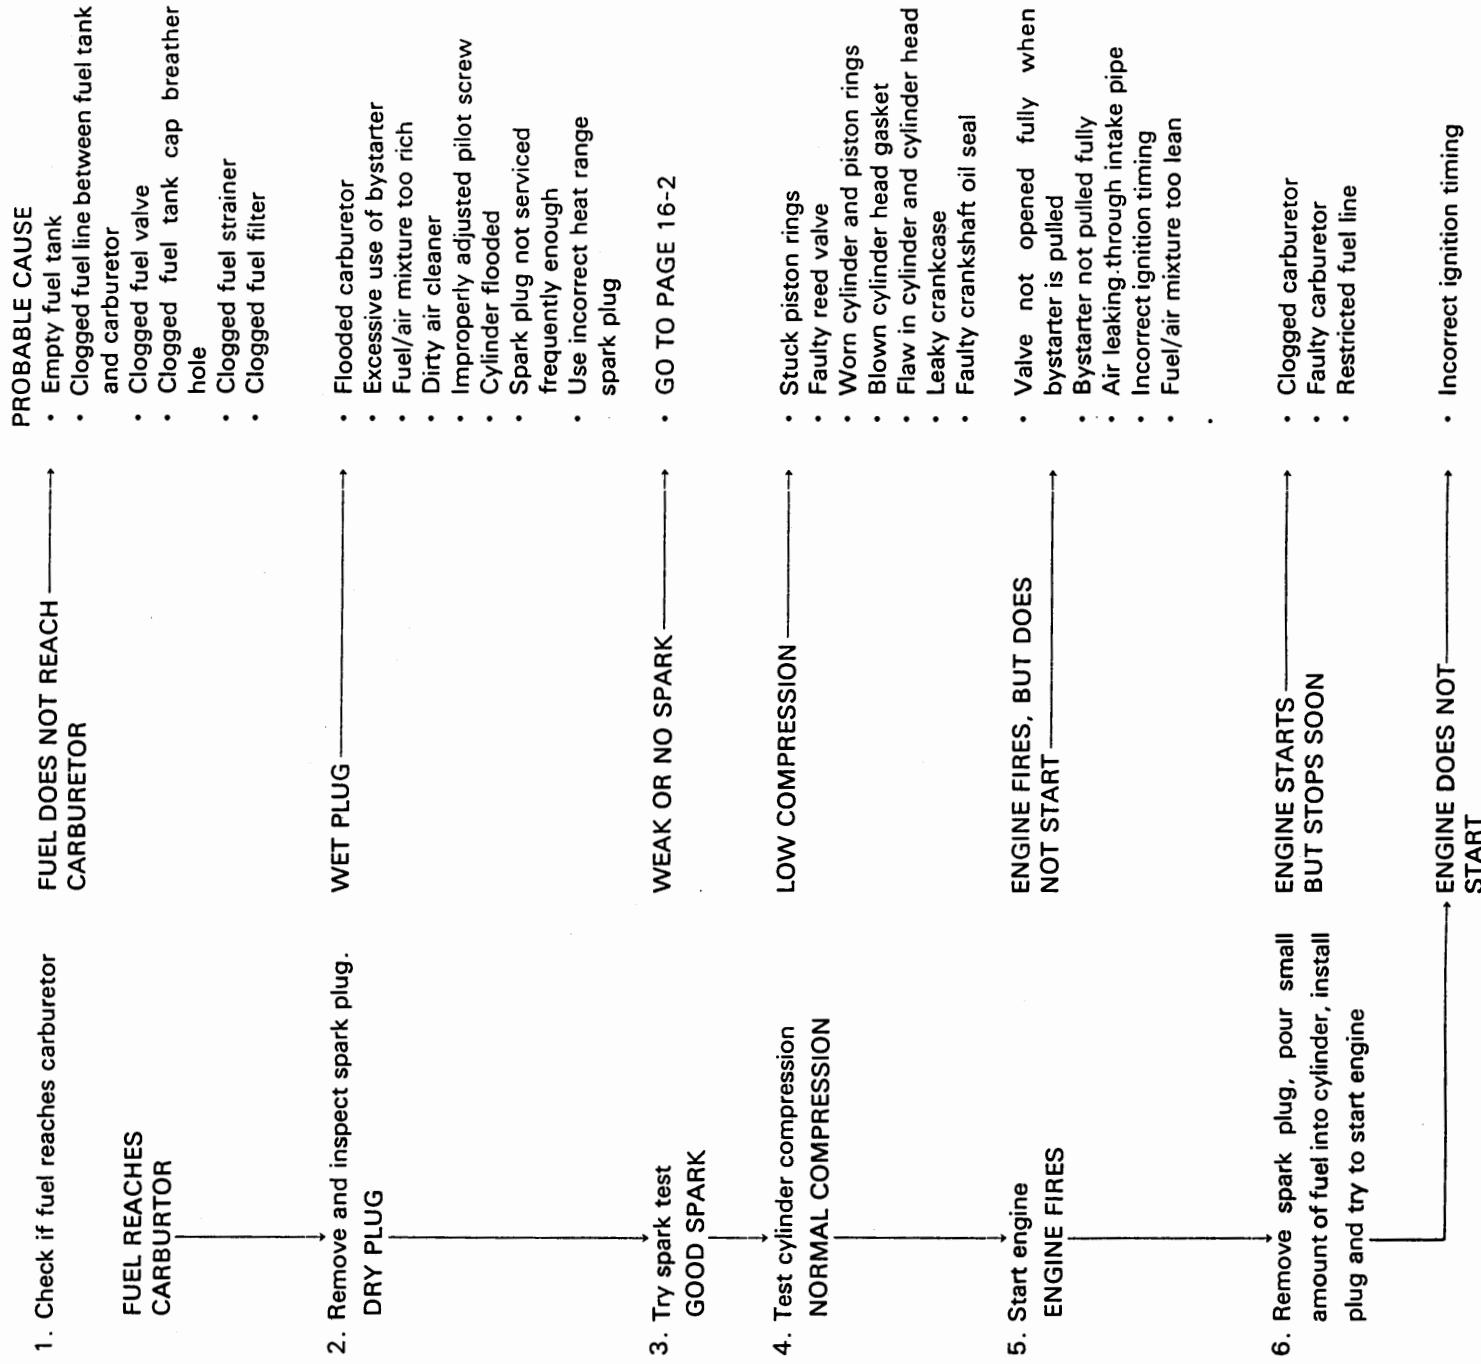 PROBABLE CAUSE
1. Check if fuel reaches carburetor
FUEL DOES NOT REACH
CARBURETOR
• Empty fuel tank
• Clogged fuel line between fuel tank
and carburetor
• Clogged fuel valve
• Clogged fuel tank cap breather
hole
• Clogged fuel strainer
• Clogged fuel filter
FUEL REACHES
CARBURTOR
2. Remove and inspect spark plug.
WET PLUG
• Flooded carburetor
• Excessive use of bystarter
• Fuel/air mixture too rich
• Dirty air cleaner
• Improperly adjusted pilot screw
• Cylinder flooded
• Spark plug not serviced
frequently enough
• Use incorrect heat range
spark plug
DRY PLUG
3. Try spark test
WEAK OR NO SPARK
• GO TO PAGE 16-2
GOOD SPARK
4. Test cylinder compression
LOW COMPRESSION
• Stuck piston rings
• Faulty reed valve
• Worn cylinder and piston rings
• Blown cylinder head gasket
• Flaw in cylinder and cylinder head
• Leaky crankcase
• Faulty crankshaft oil seal
NORMAL COMPRESSION
5. Start engine
ENGINE FIRES, BUT DOES
NOT START
• Valve not opened fully when
bystarter is pulled
• Bystarter not pulled fully
• Air leaking through intake pipe
• Incorrect ignition timing
• Fuel/air mixture too lean
ENGINE FIRES
6. Remove spark plug, pour small
amount of fuel into cylinder, install
plug and try to start engine
ENGINE STARTS
BUT STOPS SOON
• Clogged carburetor
• Faulty carburetor
• Restricted fuel line
ENGINE DOES NOT
START
• Incorrect ignition timing